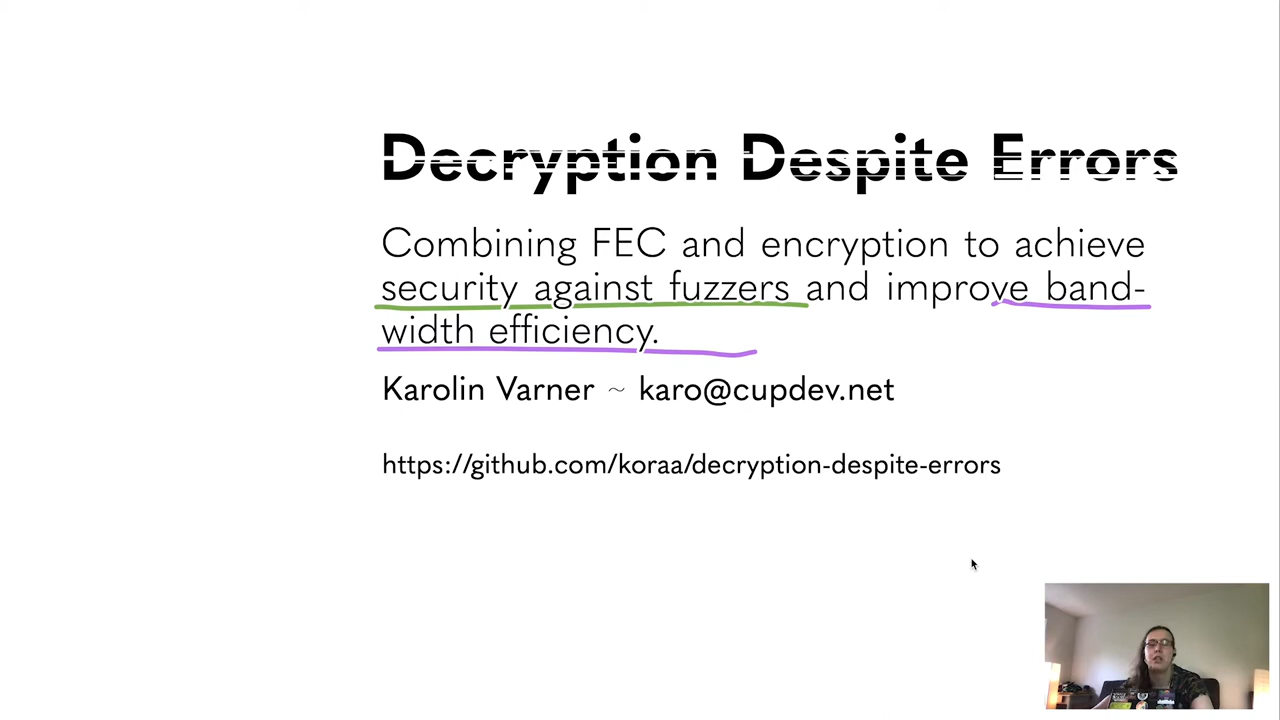 Decryption Despite Errors
Combining FEC and encryption to achieve
security against fuzzers and improve band-
width efficiency.
Karolin Varner ~ karo@cupdev.net
https://github.com/koraa/decryption-despite-errors